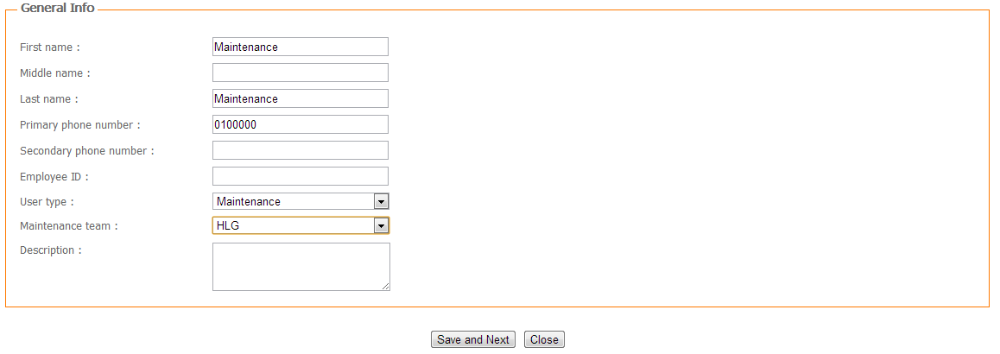 General Info
First name : Maintenance
Middle name :
Last name : Maintenance
Primary phone number : 0100000
Secondary phone number :
Employee ID :
User type : Maintenance
Maintenance team : HLG
Description :
Save and Next Close